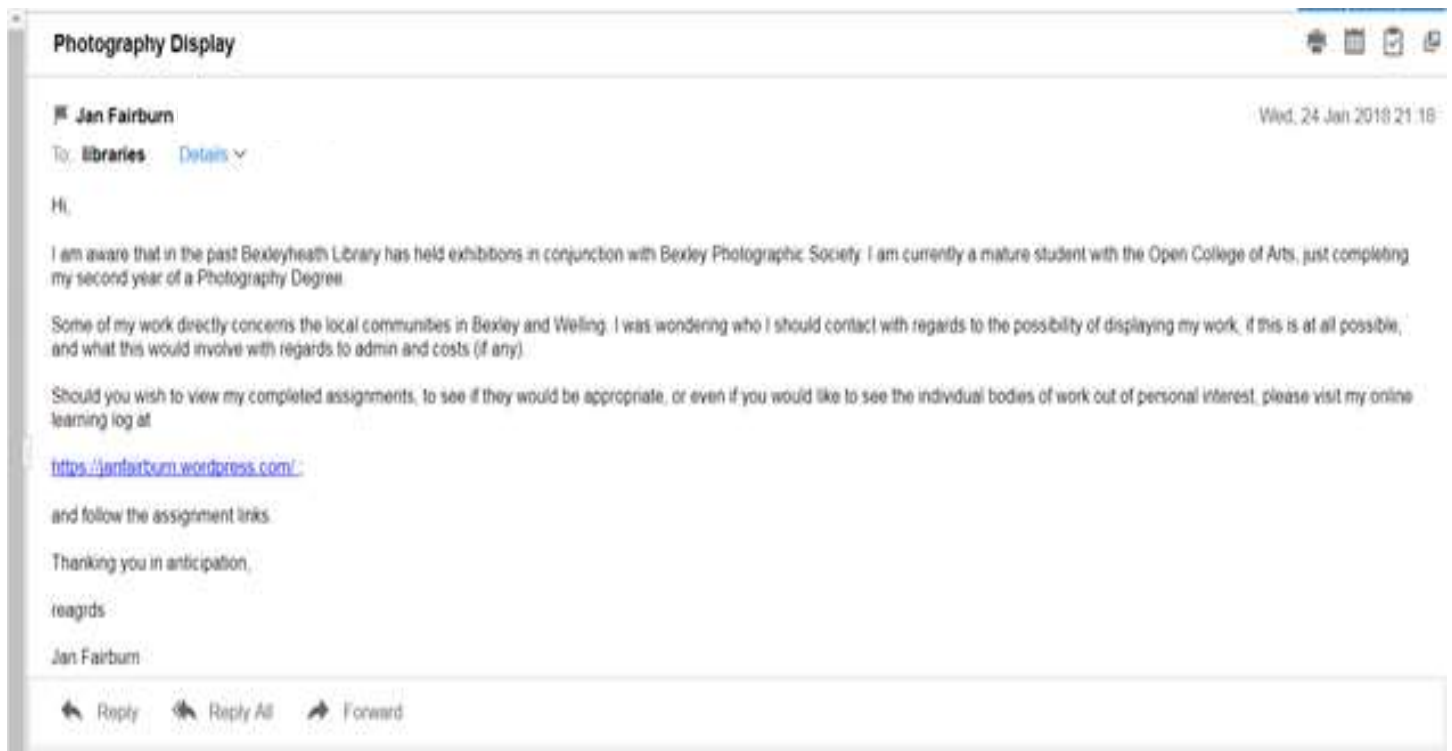 Photography Display
Jan Fairburn
Wed, 24 Jan 2018 21:18
To: libraries Details
Hi,
I am aware that in the past Bexleyheath Library has held exhibitions in conjunction with Bexley Photographic Society. I am currently a mature student with the Open College of Arts, just completing
my second year of a Photography Degree.
Some of my work directly concerns the local communities in Bexley and Welling. I was wondering who I should contact with regards to the possibility of displaying my work, if this is at all possible,
and what this would involve with regards to admin and costs (if any).
Should you wish to view my completed assignments, to see if they would be appropriate, or even if you would like to see the individual bodies of work out of personal interest, please visit my online
learning log at
https://janfairburn.wordpress.com/ ;
and follow the assignment links.
Thanking you in anticipation,
reagrds
Jan Fairburn
Reply Reply All Forward